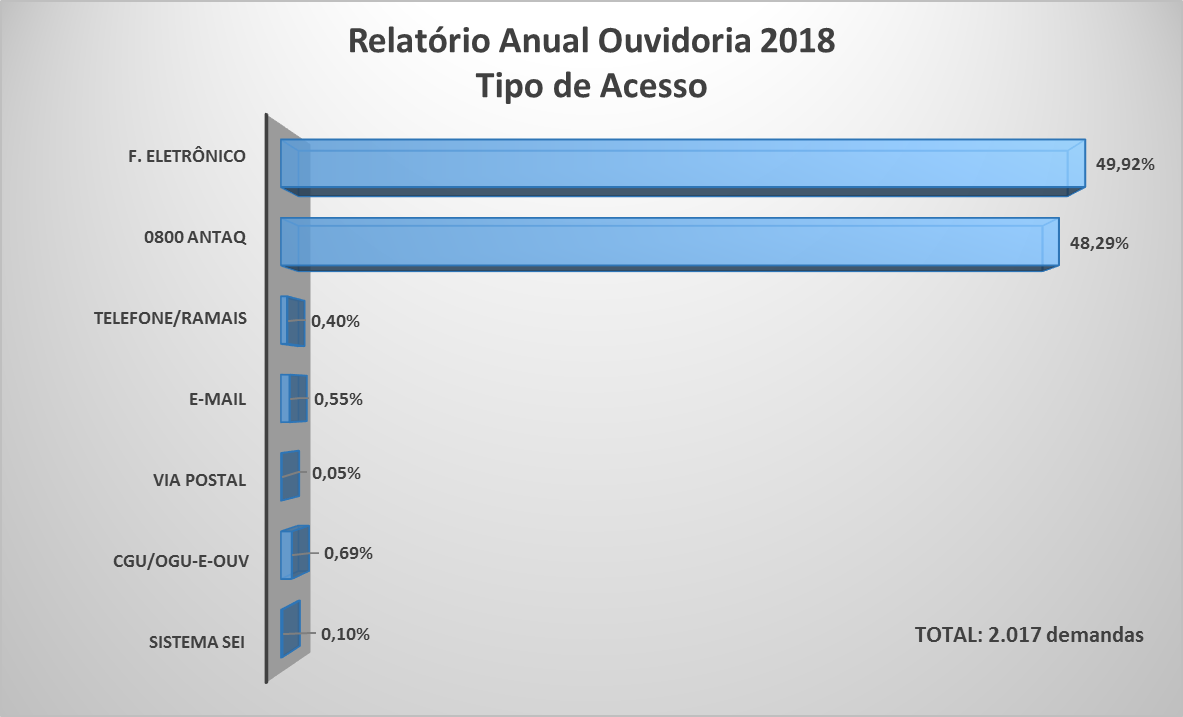 Relatório Anual Ouvidoria 2018
Tipo de Acesso
F. ELETRÔNICO 49,92%
0800 ANTAQ 48,29%
TELEFONE/RAMAIS 0,40%
E-MAIL 0,55%
VIA POSTAL 0,05%
CGU/OGU-E-OUV 0,69%
SISTEMA SEI 0,10%
TOTAL: 2.017 demandas